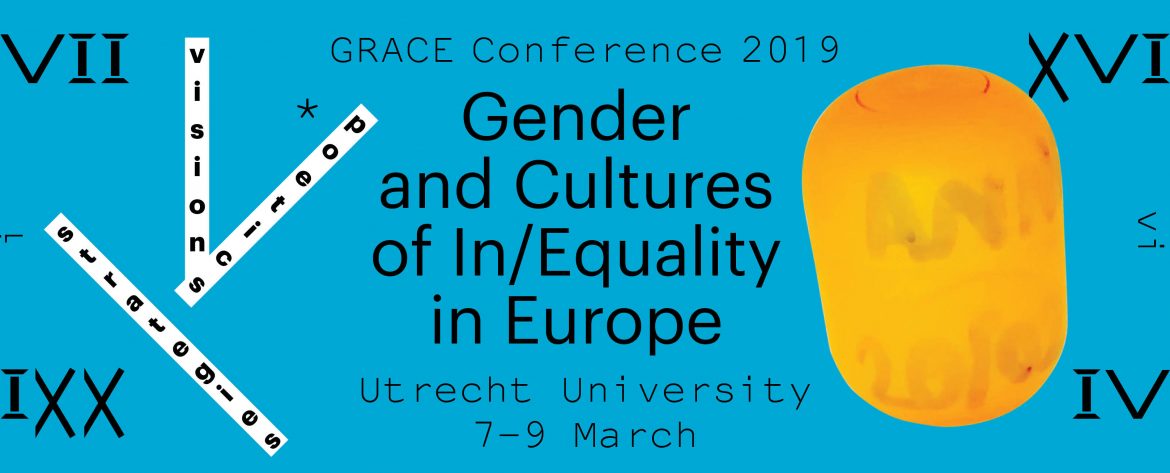 VII
visions
*
poetics
strategies
IXX
GRACE Conference 2019
Gender
and Cultures
of In/Equality
in Europe
Utrecht University
7–9 March
XVI
vi
IV